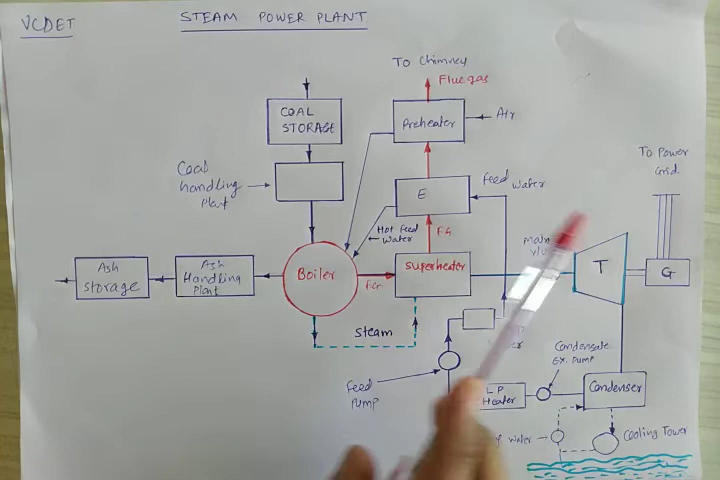 VCDET
STEAM POWER PLANT
To Chimney
Flue gas
COAL
STORAGE
Preheater
Air
Coal
handling
Plant
E
feed water
To Power
Grid
Hot Feed
Water
FG
Ash
Storage
Ash
Handling
Plant
Boiler
FG
Superheater
main
T
G
steam
Condensate
Ex. Pump
Feed
Pump
LP
Heater
Condenser
Water
Cooling Tower